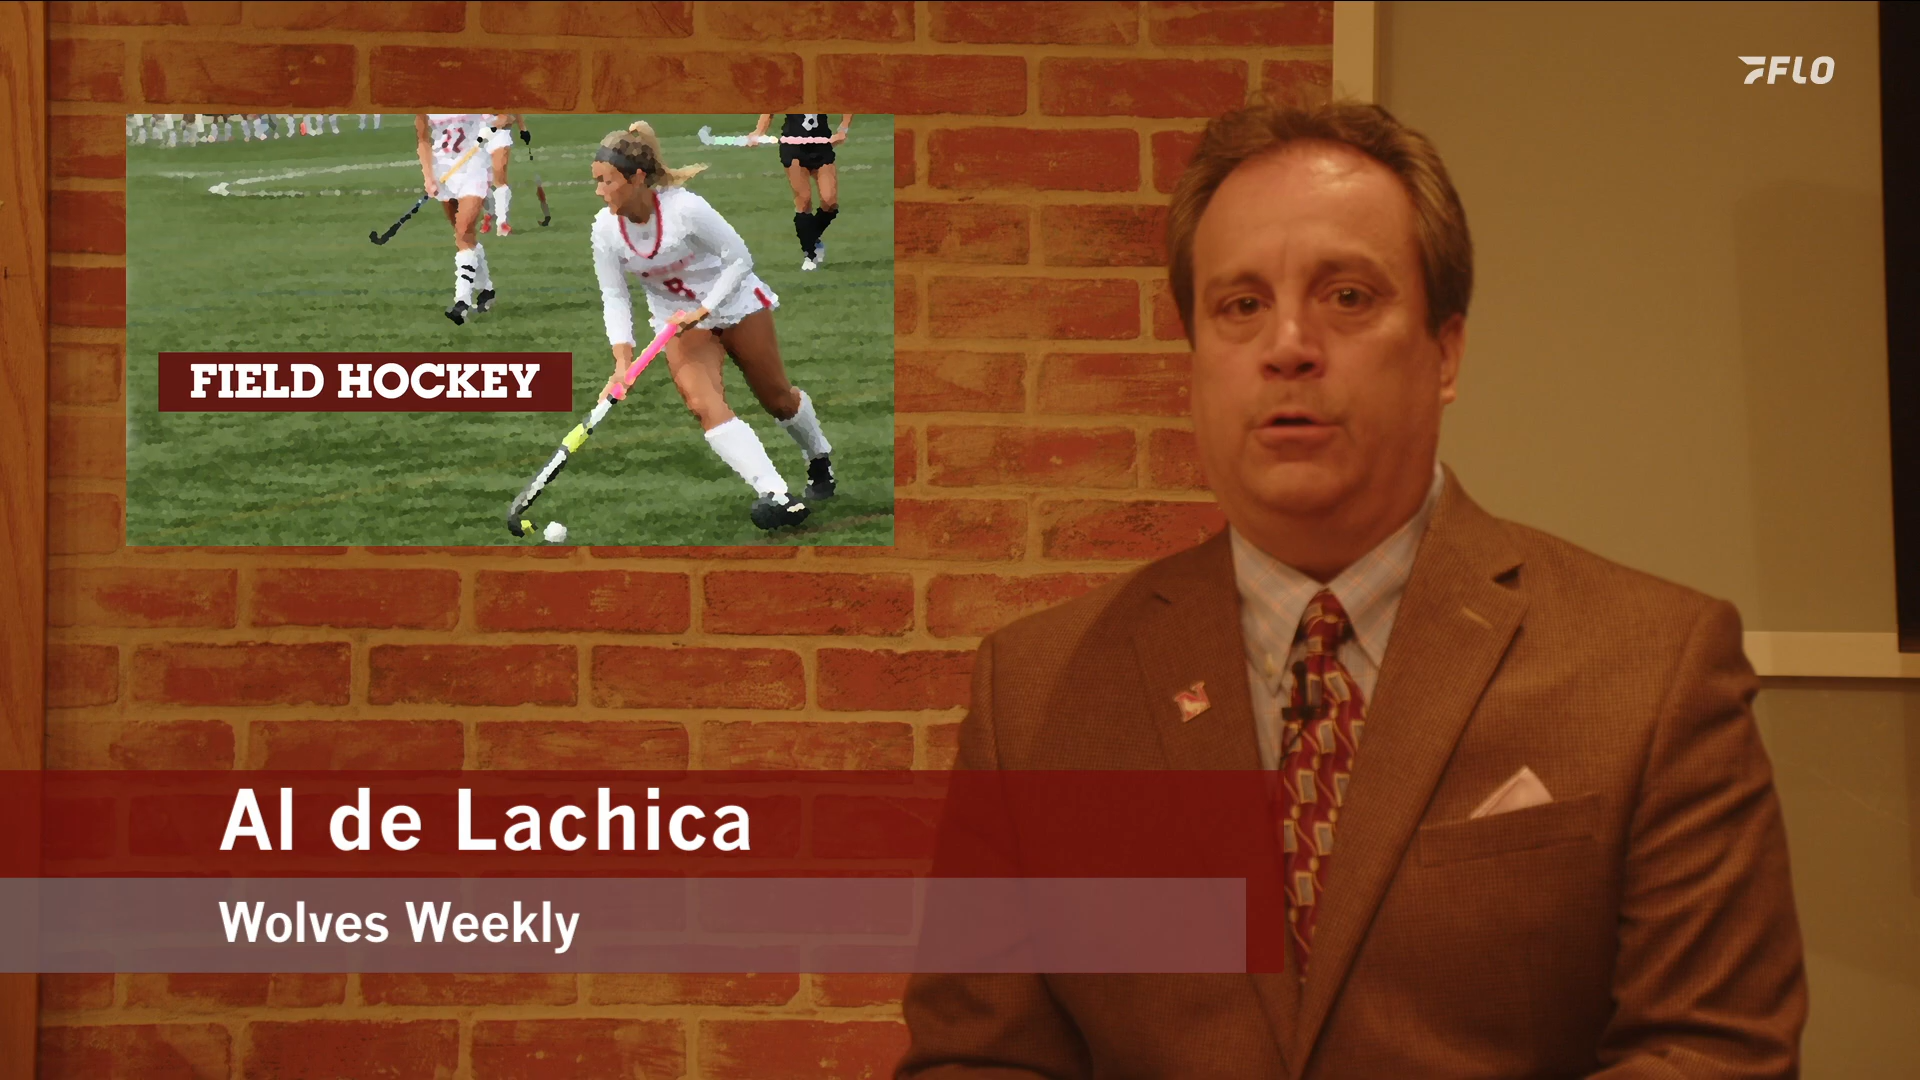 FLO
FIELD HOCKEY
Al de Lachica
Wolves Weekly
N